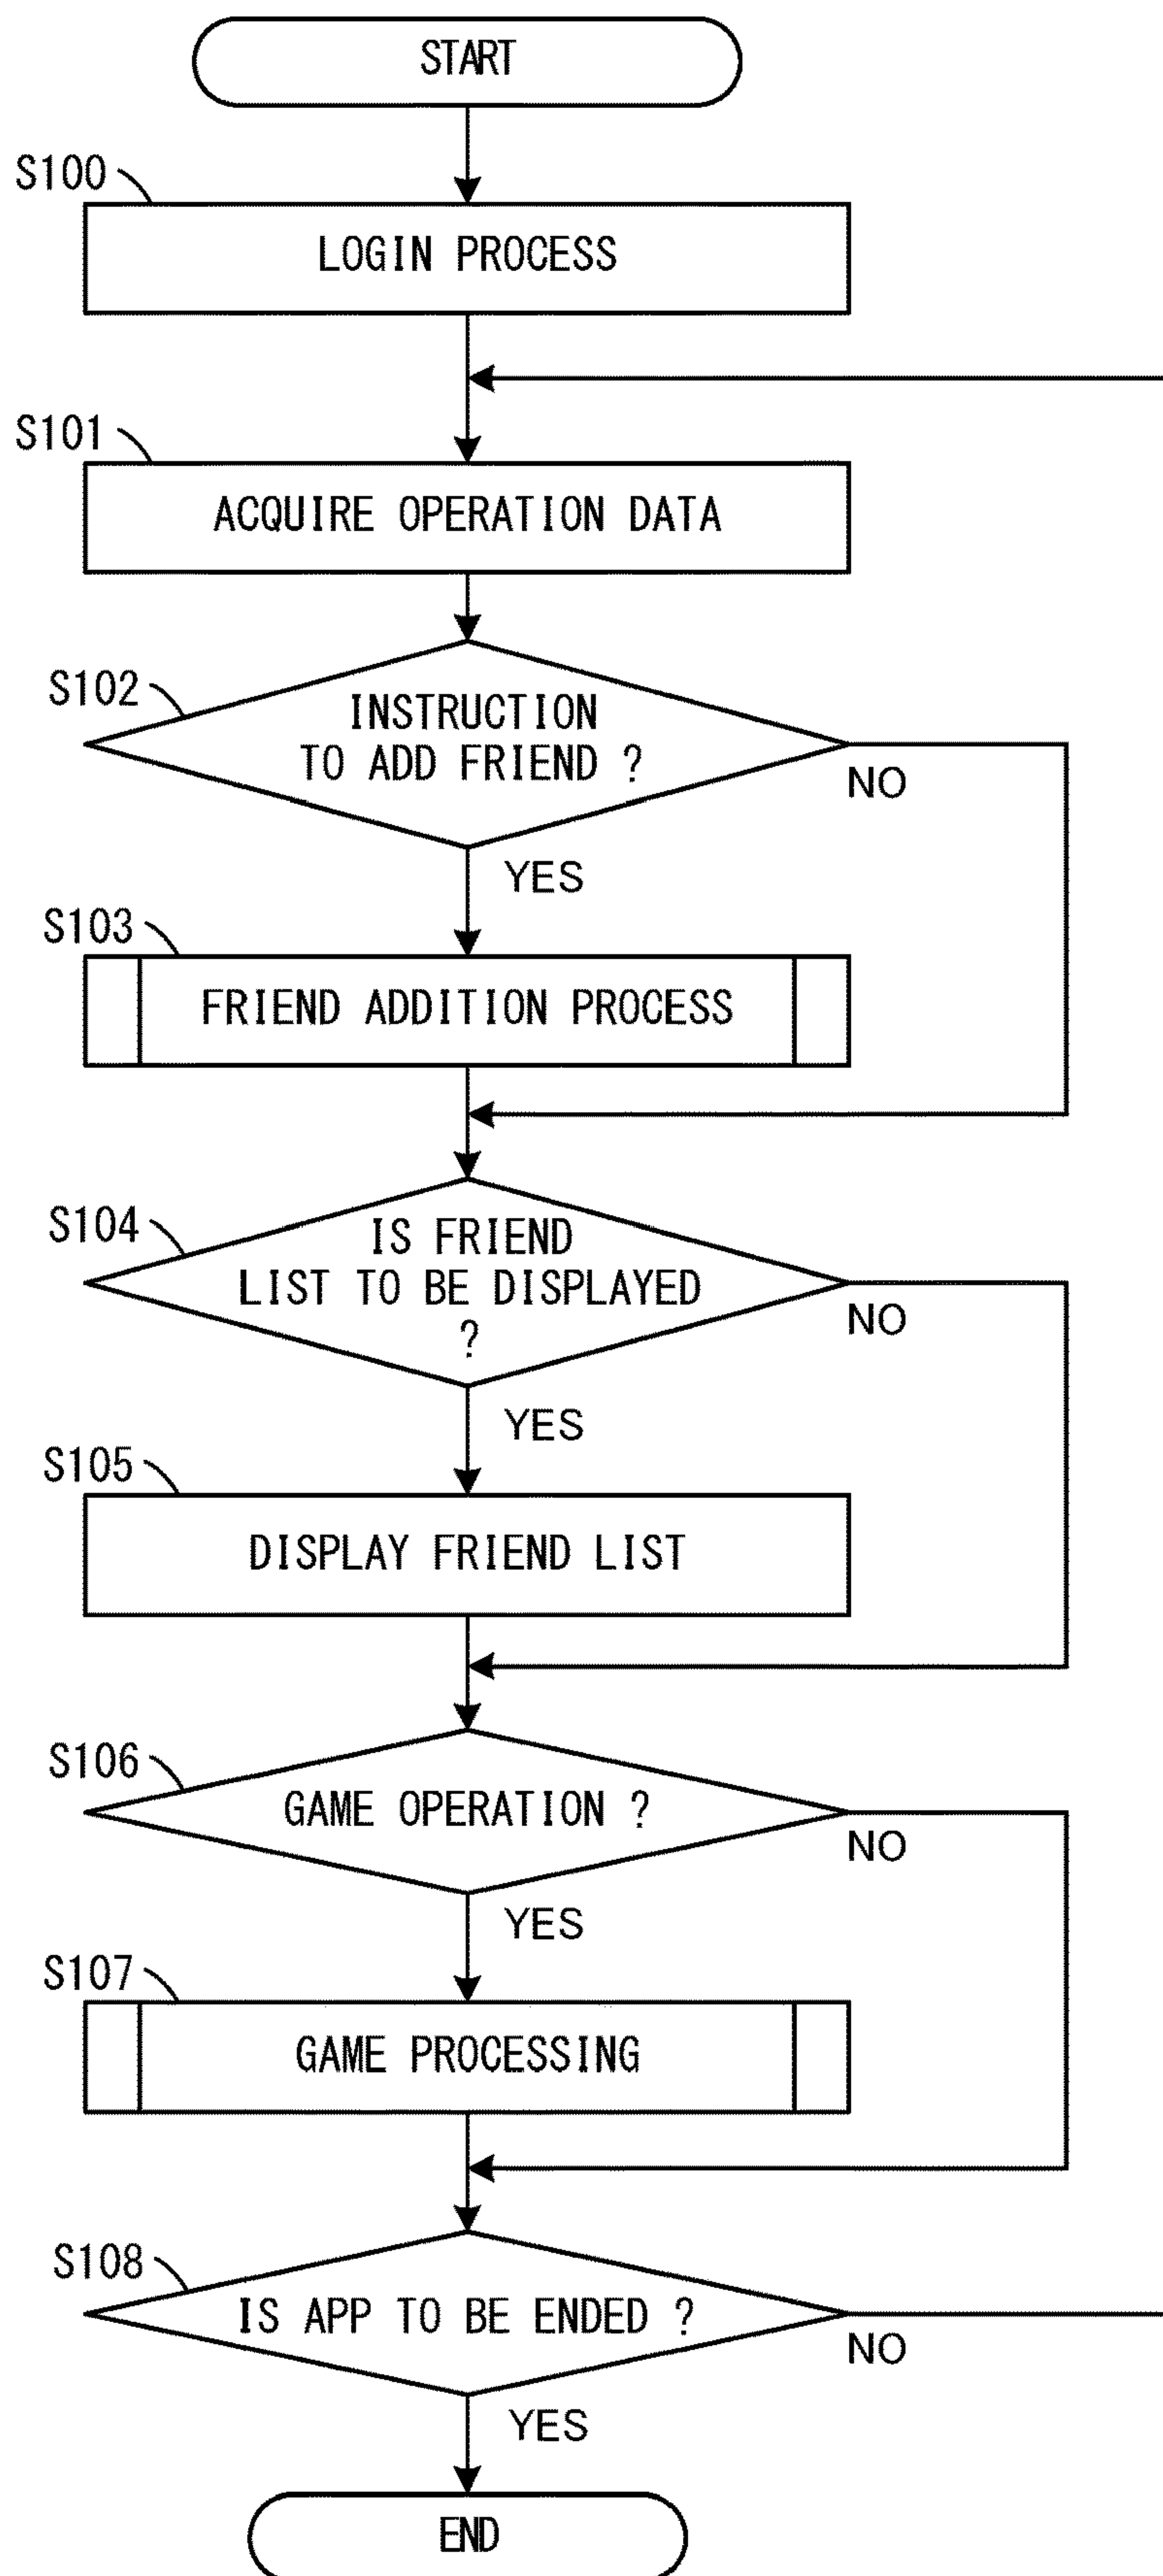 START
S100
LOGIN PROCESS
S101
ACQUIRE OPERATION DATA
S102
INSTRUCTION
TO ADD FRIEND ?
NO
YES
S103
FRIEND ADDITION PROCESS
S104
IS FRIEND
LIST TO BE DISPLAYED
?
NO
YES
S105
DISPLAY FRIEND LIST
S106
GAME OPERATION ?
NO
YES
S107
GAME PROCESSING
S108
IS APP TO BE ENDED ?
NO
YES
END